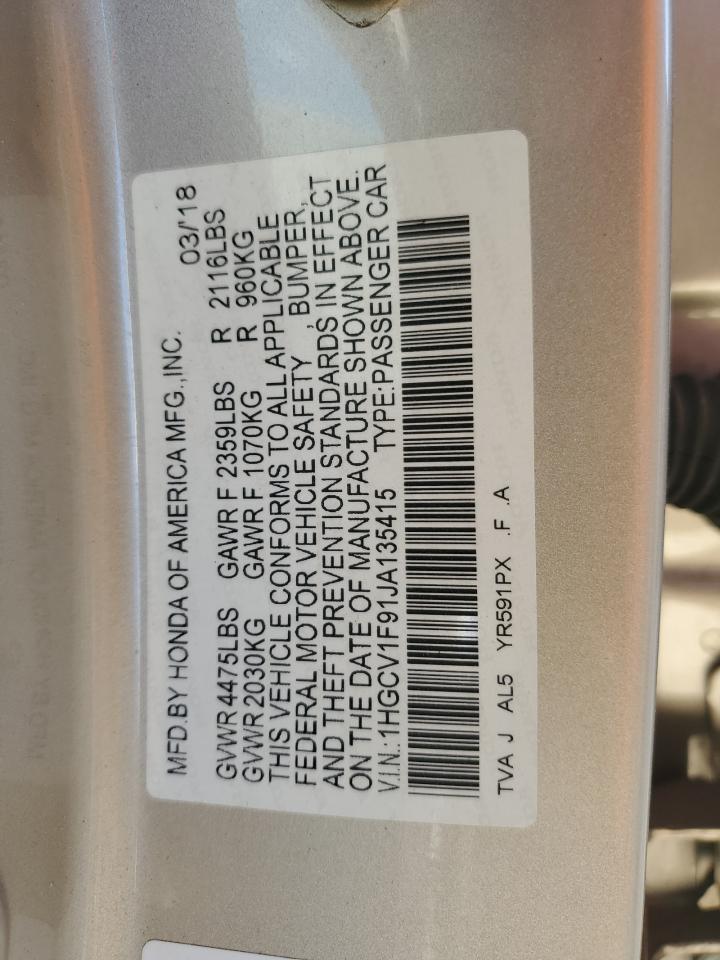 MFD.BY HONDA OF AMERICA MFG.,INC. 03/'18
GVWR 4475LBS GAWR F 2359LBS R 2116LBS
GVWR 2030KG GAWR F 1070KG R 960KG
THIS VEHICLE CONFORMS TO ALL APPLICABLE
FEDERAL MOTOR VEHICLE SAFETY , BUMPER,
AND THEFT PREVENTION STANDARDS IN EFFECT
ON THE DATE OF MANUFACTURE SHOWN ABOVE.
V.I.N.:1HGCV1F91JA135415 TYPE:PASSENGER CAR
TVA J AL5 YR591PX .F .A